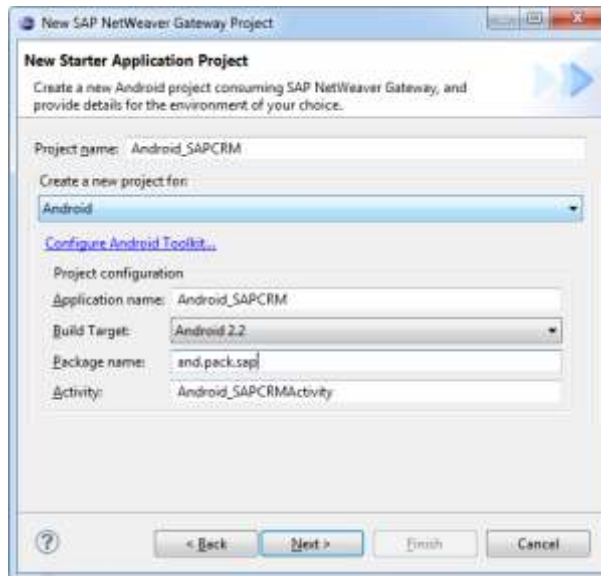 New SAP NetWeaver Gateway Project
New Starter Application Project
Create a new Android project consuming SAP NetWeaver Gateway, and
provide details for the environment of your choice.
Project name: Android_SAPCRM
Create a new project for:
Android
Configure Android Toolkit...
Project configuration
Application name: Android_SAPCRM
Build Target: Android 2.2
Package name: and.pack.sap
Activity: Android_SAPCRMActivity
? < Back Next > Finish Cancel